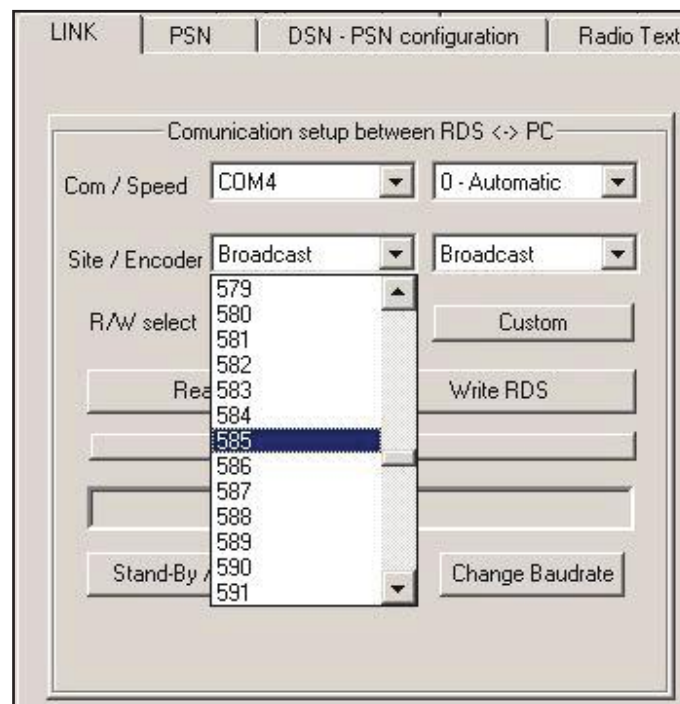 LINK PSN DSN - PSN configuration Radio Text
Comunication setup between RDS <-> PC
Com / Speed COM4 0 - Automatic
Site / Encoder Broadcast Broadcast
579
580
R/W select Custom
581
582
583
Write RDS
584
585
586
587
588
589
590
Stand-By Change Baudrate
591